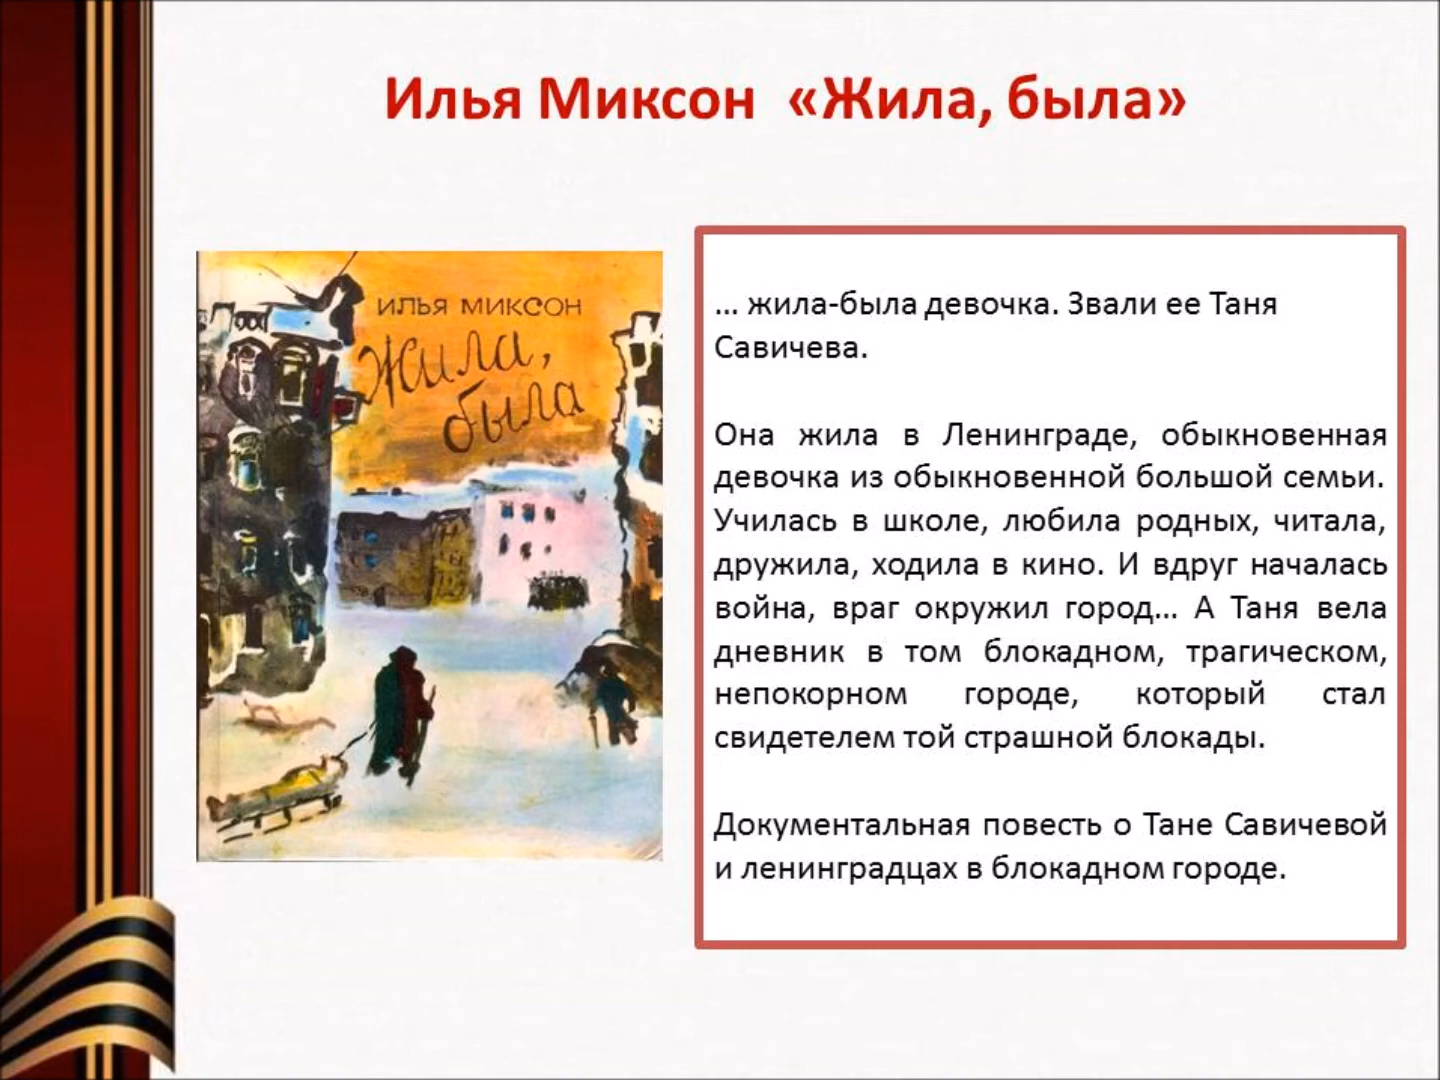 Илья Миксон «Жила, была»
ИЛЬЯ МИКСОН
Жила,
была
... жила-была девочка. Звали ее Таня
Савичева.
Она жила в Ленинграде, обыкновенная
девочка из обыкновенной большой семьи.
Училась в школе, любила родных, читала,
дружила, ходила в кино. И вдруг началась
война, враг окружил город... А Таня вела
дневник в том блокадном, трагическом,
непокорном городе, который стал
свидетелем той страшной блокады.
Документальная повесть о Тане Савичевой
и ленинградцах в блокадном городе.